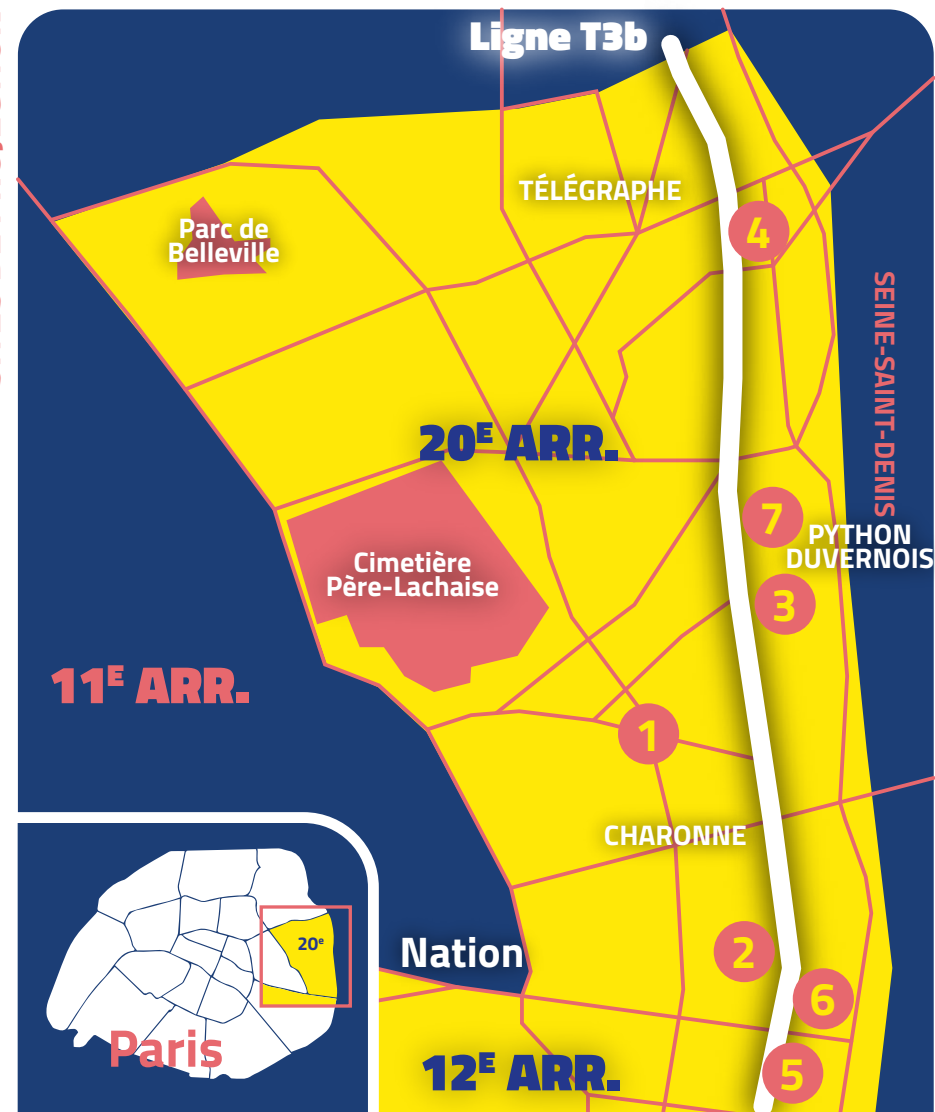 Ligne T3b
TÉLÉGRAPHE
Parc de
Belleville
4
SEINE-SAINT-DENIS
20E ARR.
7
PYTHON
DUVERNOIS
Cimetière
Père-Lachaise
3
11E ARR.
1
CHARONNE
2
Nation
6
20e
Paris
12E ARR.
5